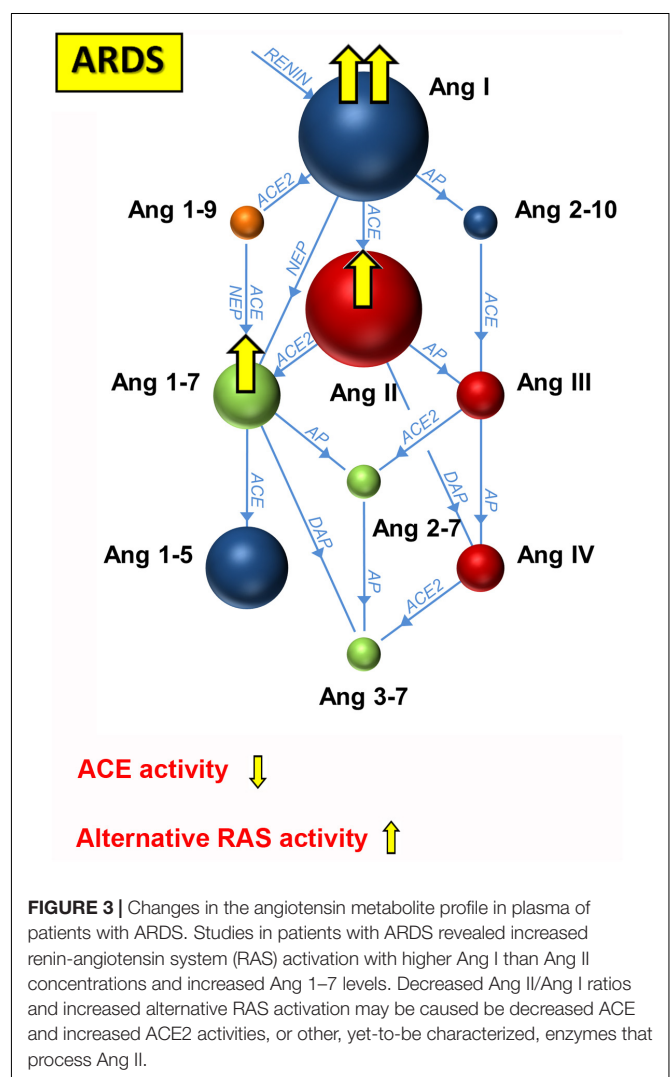 ARDS
RENIN
Ang I
ACE2
AP
Ang 1-9
ACE
Ang 2-10
NEP
NEP
ACE
ACE
ACE2
AP
Ang 1-7
Ang II
Ang III
AP
ACE2
ACE
DAP
Ang 2-7
DAP
AP
Ang 1-5
AP
Ang IV
ACE2
Ang 3-7
ACE activity
Alternative RAS activity
FIGURE 3 | Changes in the angiotensin metabolite profile in plasma of
patients with ARDS. Studies in patients with ARDS revealed increased
renin-angiotensin system (RAS) activation with higher Ang I than Ang II
concentrations and increased Ang 1–7 levels. Decreased Ang II/Ang I ratios
and increased alternative RAS activation may be caused be decreased ACE
and increased ACE2 activities, or other, yet-to-be characterized, enzymes that
process Ang II.